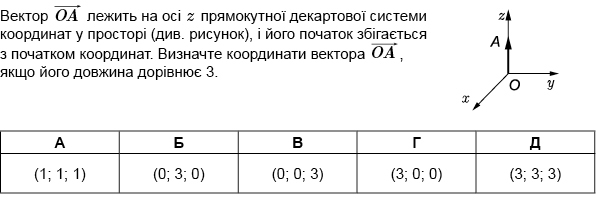 Вектор OA лежить на осі z прямокутної декартової системи
координат у просторі (див. рисунок), і його початок збігається
з початком координат. Визначте координати вектора OA ,
якщо його довжина дорівнює 3.
z
A
O
y
x
А Б В Г Д
(1; 1; 1) (0; 3; 0) (0; 0; 3) (3; 0; 0) (3; 3; 3)